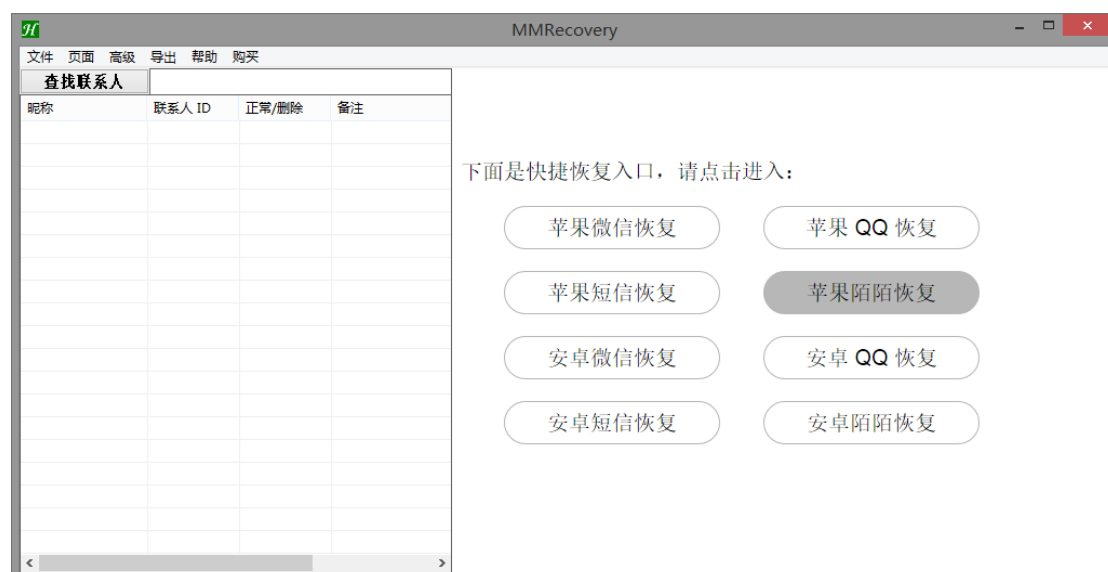 MMRecovery
文件 页面 高级 导出 帮助 购买
查找联系人
昵称 联系人 ID 正常/删除 备注
下面是快捷恢复入口，请点击进入：
苹果微信恢复 苹果 QQ 恢复
苹果短信恢复 苹果陌陌恢复
安卓微信恢复 安卓 QQ 恢复
安卓短信恢复 安卓陌陌恢复